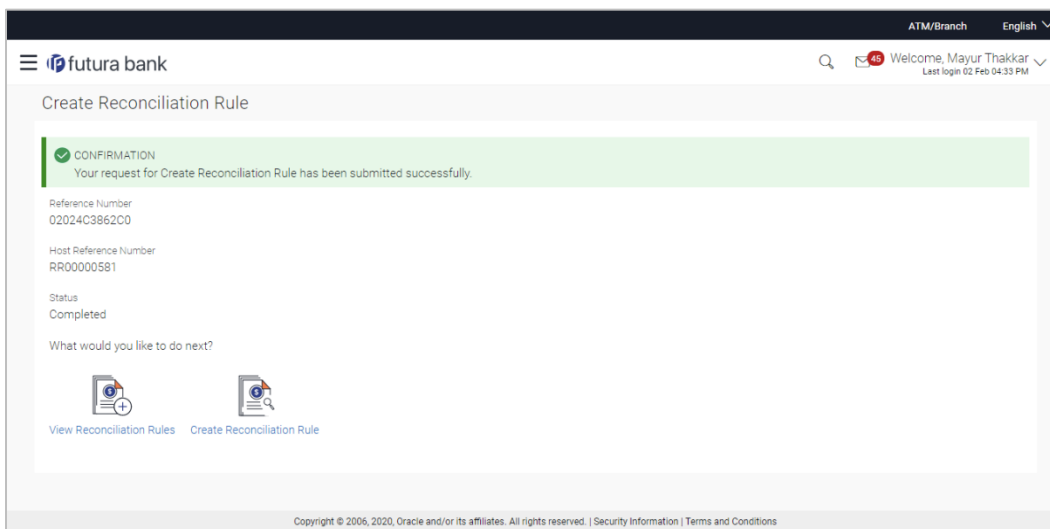 ATM/Branch English
futura bank
45 Welcome, Mayur Thakkar
Last login 02 Feb 04:33 PM
Create Reconciliation Rule
CONFIRMATION
Your request for Create Reconciliation Rule has been submitted successfully.
Reference Number
02024C3862C0
Host Reference Number
RR00000581
Status
Completed
What would you like to do next?
View Reconciliation Rules Create Reconciliation Rule
Copyright © 2006, 2020, Oracle and/or its affiliates. All rights reserved. | Security Information | Terms and Conditions